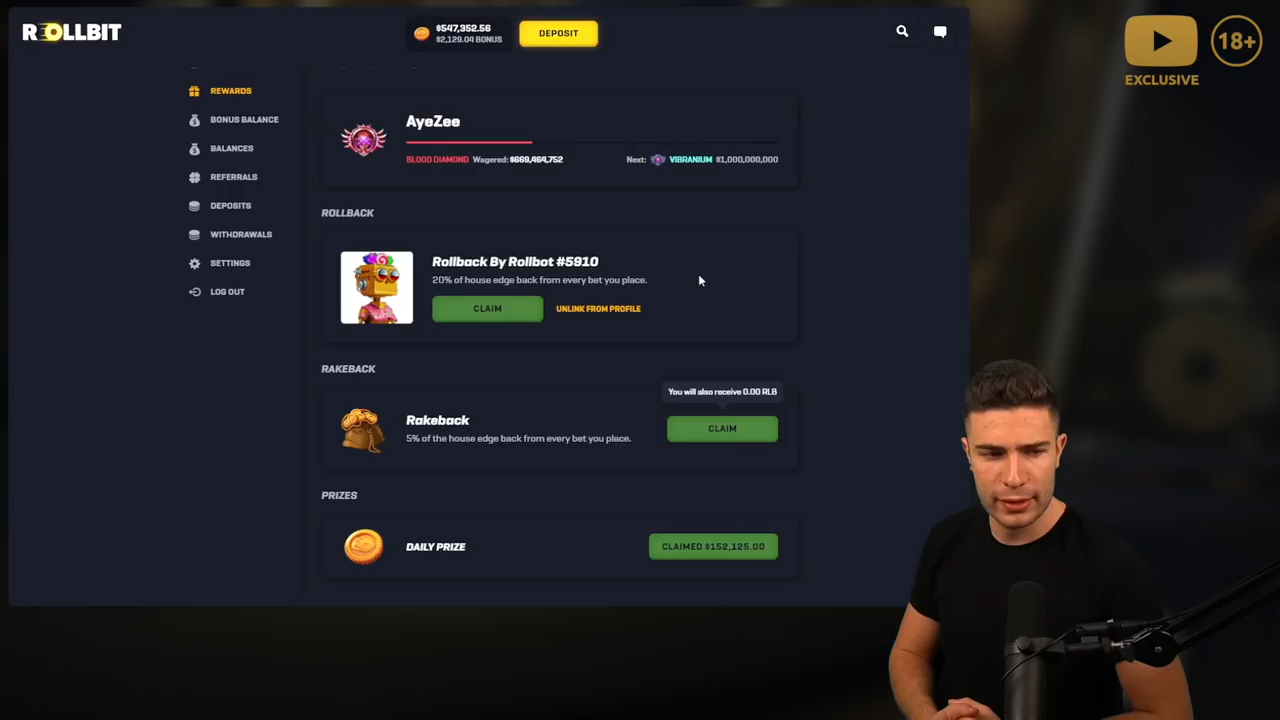 ROLLBIT
$547,352.56
$2,129.04 BONUS
DEPOSIT
EXCLUSIVE
18+
REWARDS
BONUS BALANCE
BALANCES
REFERRALS
DEPOSITS
WITHDRAWALS
SETTINGS
LOG OUT
AyeZee
BLOOD DIAMOND Wagered: $669,464,752
Next: VIBRANIUM $1,000,000,000
ROLLBACK
Rollback By Rollbot #5910
20% of house edge back from every bet you place.
CLAIM
UNLINK FROM PROFILE
RAKEBACK
You will also receive 0.00 RLB
Rakeback
5% of the house edge back from every bet you place.
CLAIM
PRIZES
DAILY PRIZE
CLAIMED $152,125.00